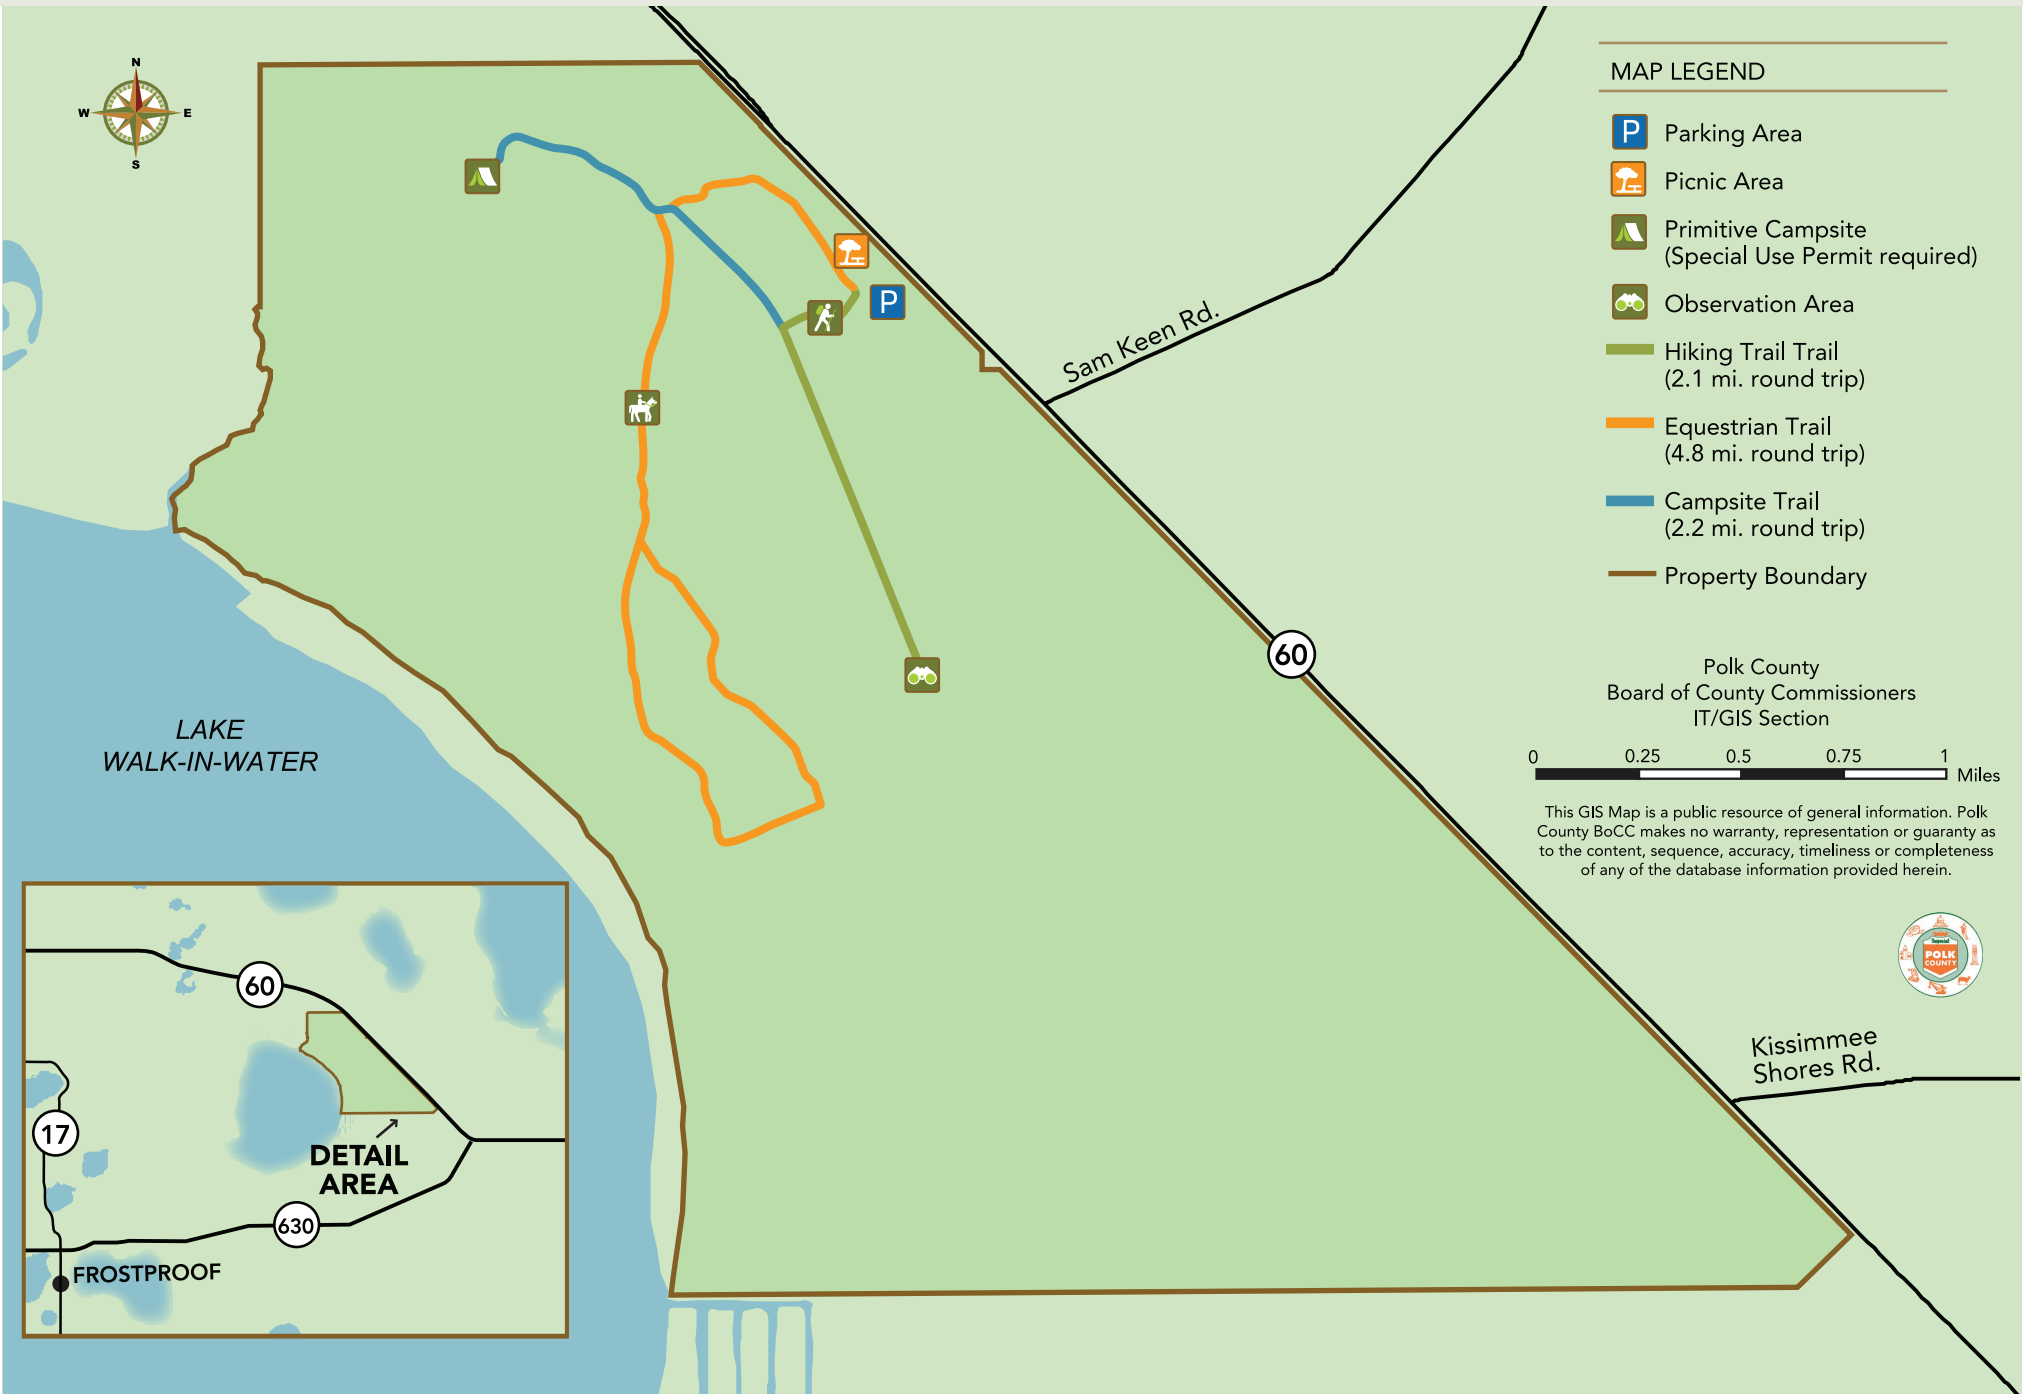 N
W
E
S
MAP LEGEND
P
Parking Area
Picnic Area
Primitive Campsite
(Special Use Permit required)
Observation Area
Hiking Trail Trail
(2.1 mi. round trip)
Equestrian Trail
(4.8 mi. round trip)
Campsite Trail
(2.2 mi. round trip)
Property Boundary
P
Sam Keen Rd.
60
Polk County
Board of County Commissioners
IT/GIS Section
0 0.25 0.5 0.75 1
Miles
This GIS Map is a public resource of general information. Polk
County BoCC makes no warranty, representation or guaranty as
to the content, sequence, accuracy, timeliness or completeness
of any of the database information provided herein.
LAKE
WALK-IN-WATER
Imperial
POLK
COUNTY
Kissimmee
Shores Rd.
60
17
DETAIL
AREA
630
FROSTPROOF